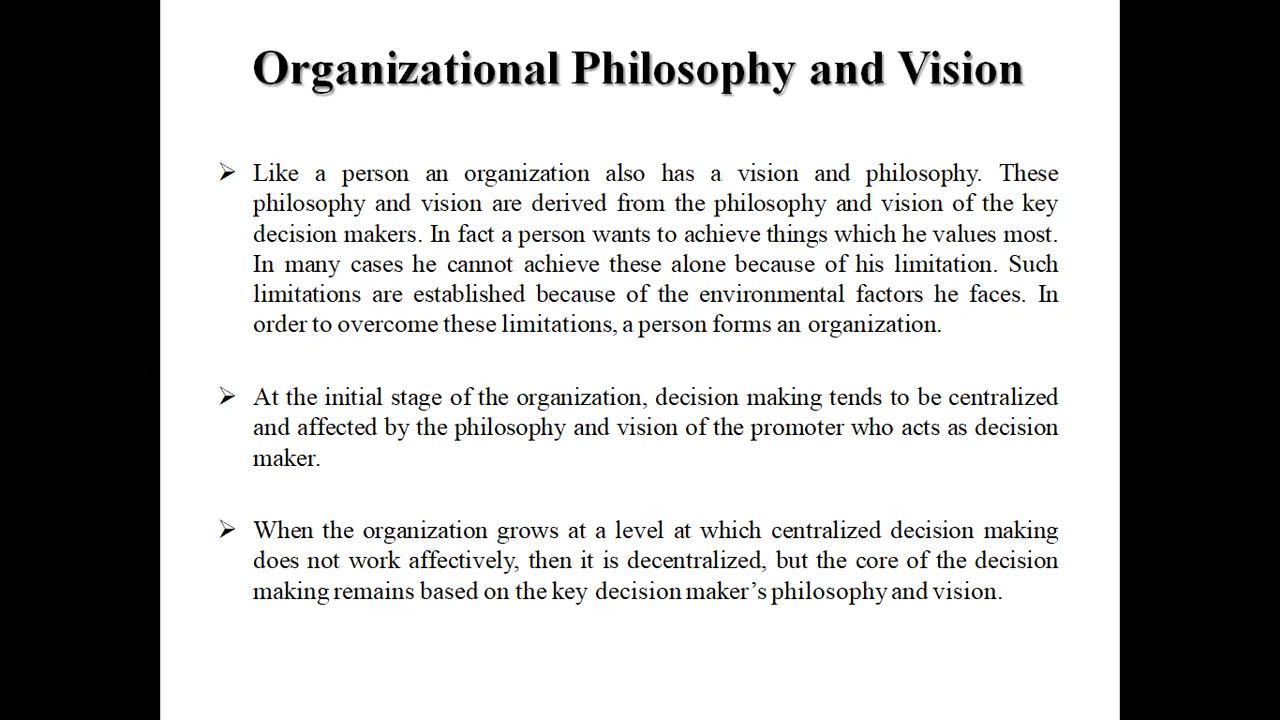 Organizational Philosophy and Vision
➢ Like a person an organization also has a vision and philosophy. These
philosophy and vision are derived from the philosophy and vision of the key
decision makers. In fact a person wants to achieve things which he values most.
In many cases he cannot achieve these alone because of his limitation. Such
limitations are established because of the environmental factors he faces. In
order to overcome these limitations, a person forms an organization.
➢ At the initial stage of the organization, decision making tends to be centralized
and affected by the philosophy and vision of the promoter who acts as decision
maker.
➢ When the organization grows at a level at which centralized decision making
does not work affectively, then it is decentralized, but the core of the decision
making remains based on the key decision maker’s philosophy and vision.